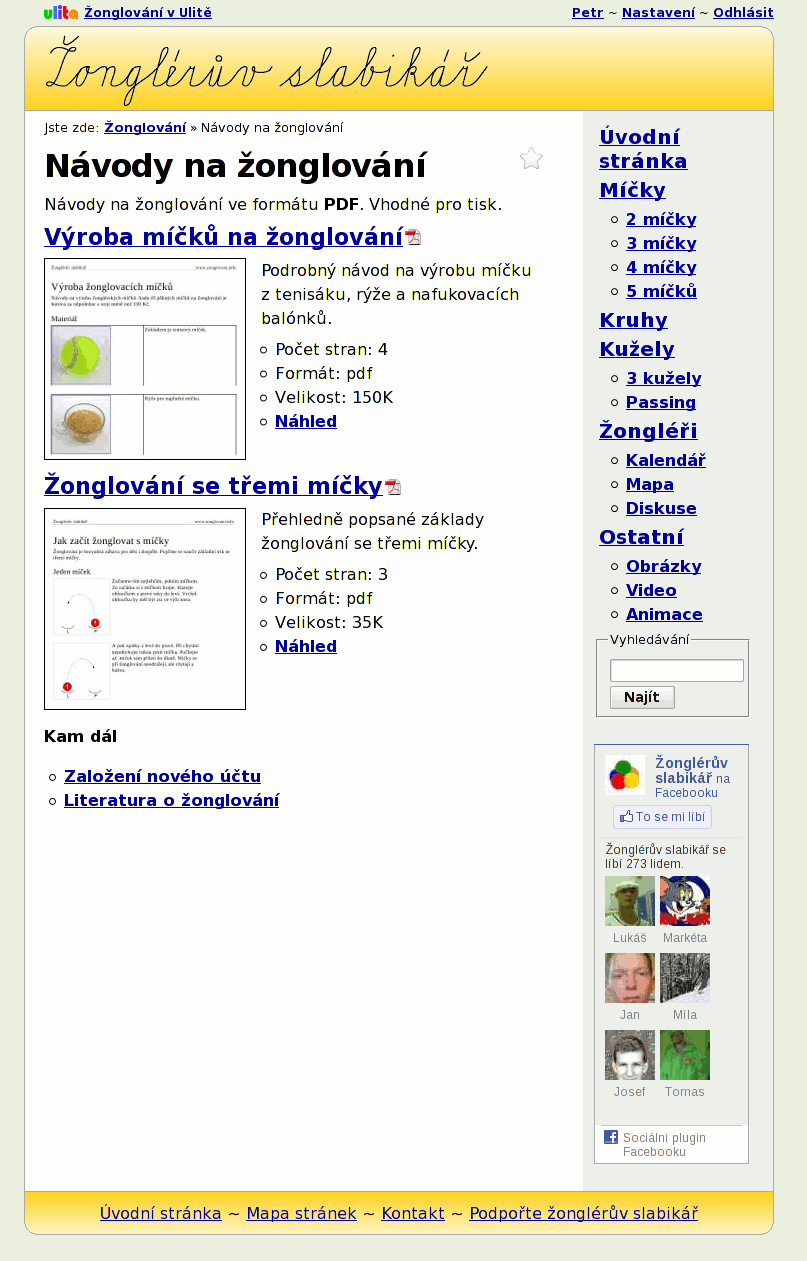 ulita Žonglování v Ulitě
Petr ~ Nastavení ~ Odhlásit
Žonglérův slabikář
Jste zde: Žonglování » Návody na žonglování
Návody na žonglování
Návody na žonglování ve formátu PDF. Vhodné pro tisk.
Výroba míčků na žonglování
Žonglérův slabikář www.zonglovani.info
Výroba žonglovacích míčků
Návody na výrobu žonglérských míčků. Sada tří pěkných míčků na žonglování je
hotová za odpoledne a stojí méně než 100 Kč.
Materiál
Základem je tenisový míček.
Rýže pro naplnění míčku.
Podrobný návod na výrobu míčku
z tenisáku, rýže a nafukovacích
balónků.
Počet stran: 4
Formát: pdf
Velikost: 150K
Náhled
Žonglování se třemi míčky
Žonglérův slabikář www.zonglovani.info
Jak začít žonglovat s míčky
Žonglování je bezvadná zábava pro děti i dospělé. Pojďme se naučit základní trik se
třemi míčky.
Jeden míček
Začneme tím nejlehčím, jedním míčkem.
Ze začátku si s míčkem hrajte. Házejte
obloučkem z pravé ruky do levé. Vrchol
obloučku by měl být asi ve výši nosu.
A pak zpátky z levé do pravé. Při chytání
nepohybujte rukou proti míčku. Počkejte
až míček sám přiletí do dlaně. Míčky se
při žonglování neodrážejí, ale chytají a
házou.
Přehledně popsané základy
žonglování se třemi míčky.
Počet stran: 3
Formát: pdf
Velikost: 35K
Náhled
Kam dál
Založení nového účtu
Literatura o žonglování
Úvodní
stránka
Míčky
2 míčky
3 míčky
4 míčky
5 míčků
Kruhy
Kužely
3 kužely
Passing
Žongléři
Kalendář
Mapa
Diskuse
Ostatní
Obrázky
Video
Animace
Vyhledávání
Najít
Žonglérův
slabikář na
Facebooku
To se mi líbí
Žonglérův slabikář se
líbí 273 lidem.
Lukáš Markéta
Jan Míla
Josef Tomas
Sociální plugin
Facebooku
Úvodní stránka ~ Mapa stránek ~ Kontakt ~ Podpořte žonglérův slabikář